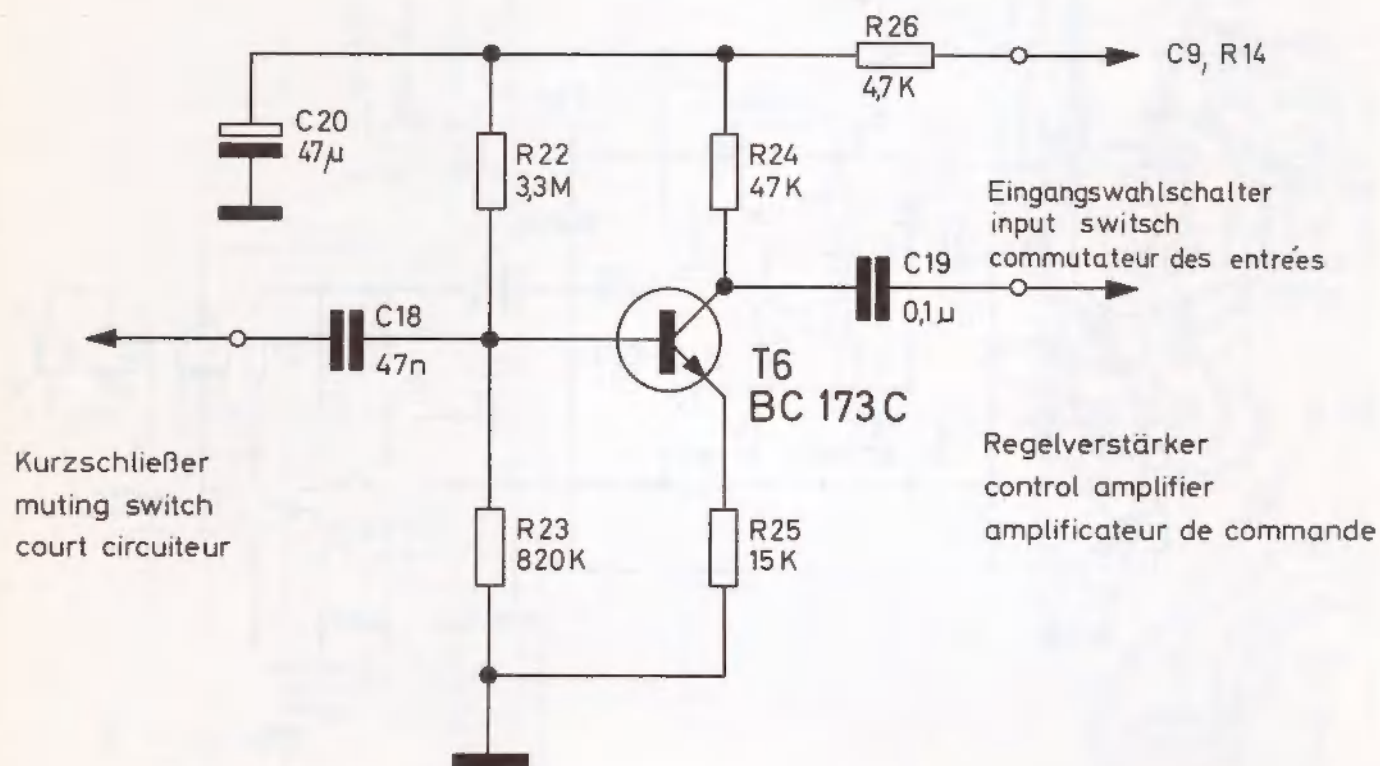 R26
4,7K
C9, R14
C20
47µ
R22
3,3M
R24
47K
Eingangswahlschalter
input switsch
commutateur des entrées
C18
47n
C19
0,1µ
T6
BC 173 C
Kurzschließer
muting switch
court circuiteur
Regelverstärker
control amplifier
amplificateur de commande
R23
820K
R25
15K